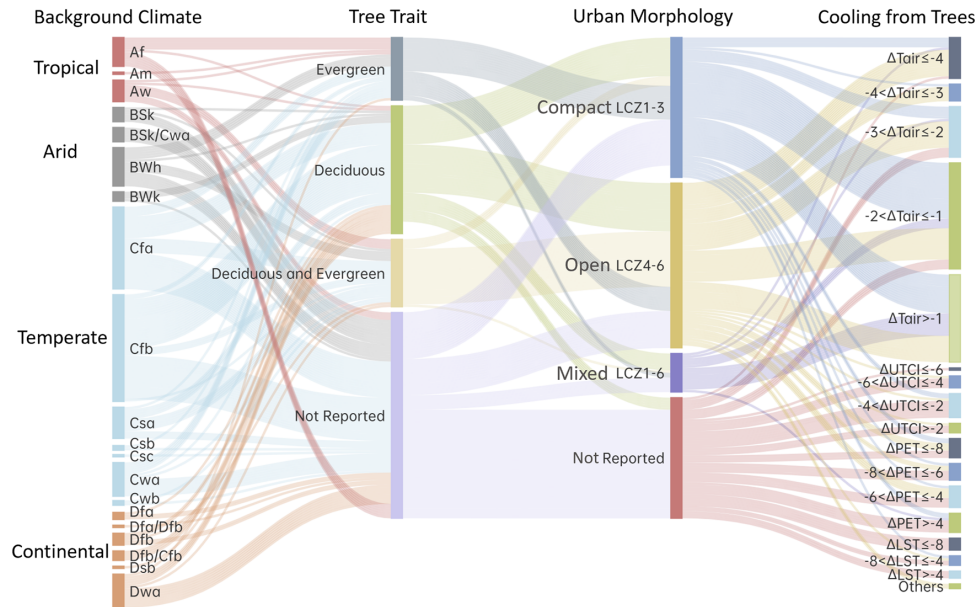 Background Climate
Tree Trait
Urban Morphology
Cooling from Trees
Tropical
Af
Am
Aw
Arid
BSk
BSk/Cwa
BWh
BWk
Temperate
Cfa
Cfb
Csa
Csb
Csc
Cwa
Cwb
Continental
Dfa
Dfa/Dfb
Dfb
Dfb/Cfb
Dsb
Dwa
Evergreen
Deciduous
Deciduous and Evergreen
Not Reported
Compact LCZ1-3
Open LCZ4-6
Mixed LCZ1-6
Not Reported
ΔTair≤-4
-4<ΔTair≤-3
-3<ΔTair≤-2
-2<ΔTair≤-1
ΔTair>-1
ΔUTCI≤-6
-6<ΔUTCI≤-4
-4<ΔUTCI≤-2
ΔUTCI>-2
ΔPET≤-8
-8<ΔPET≤-6
-6<ΔPET≤-4
ΔPET>-4
ΔLST≤-8
-8<ΔLST≤-4
ΔLST>-4
Others